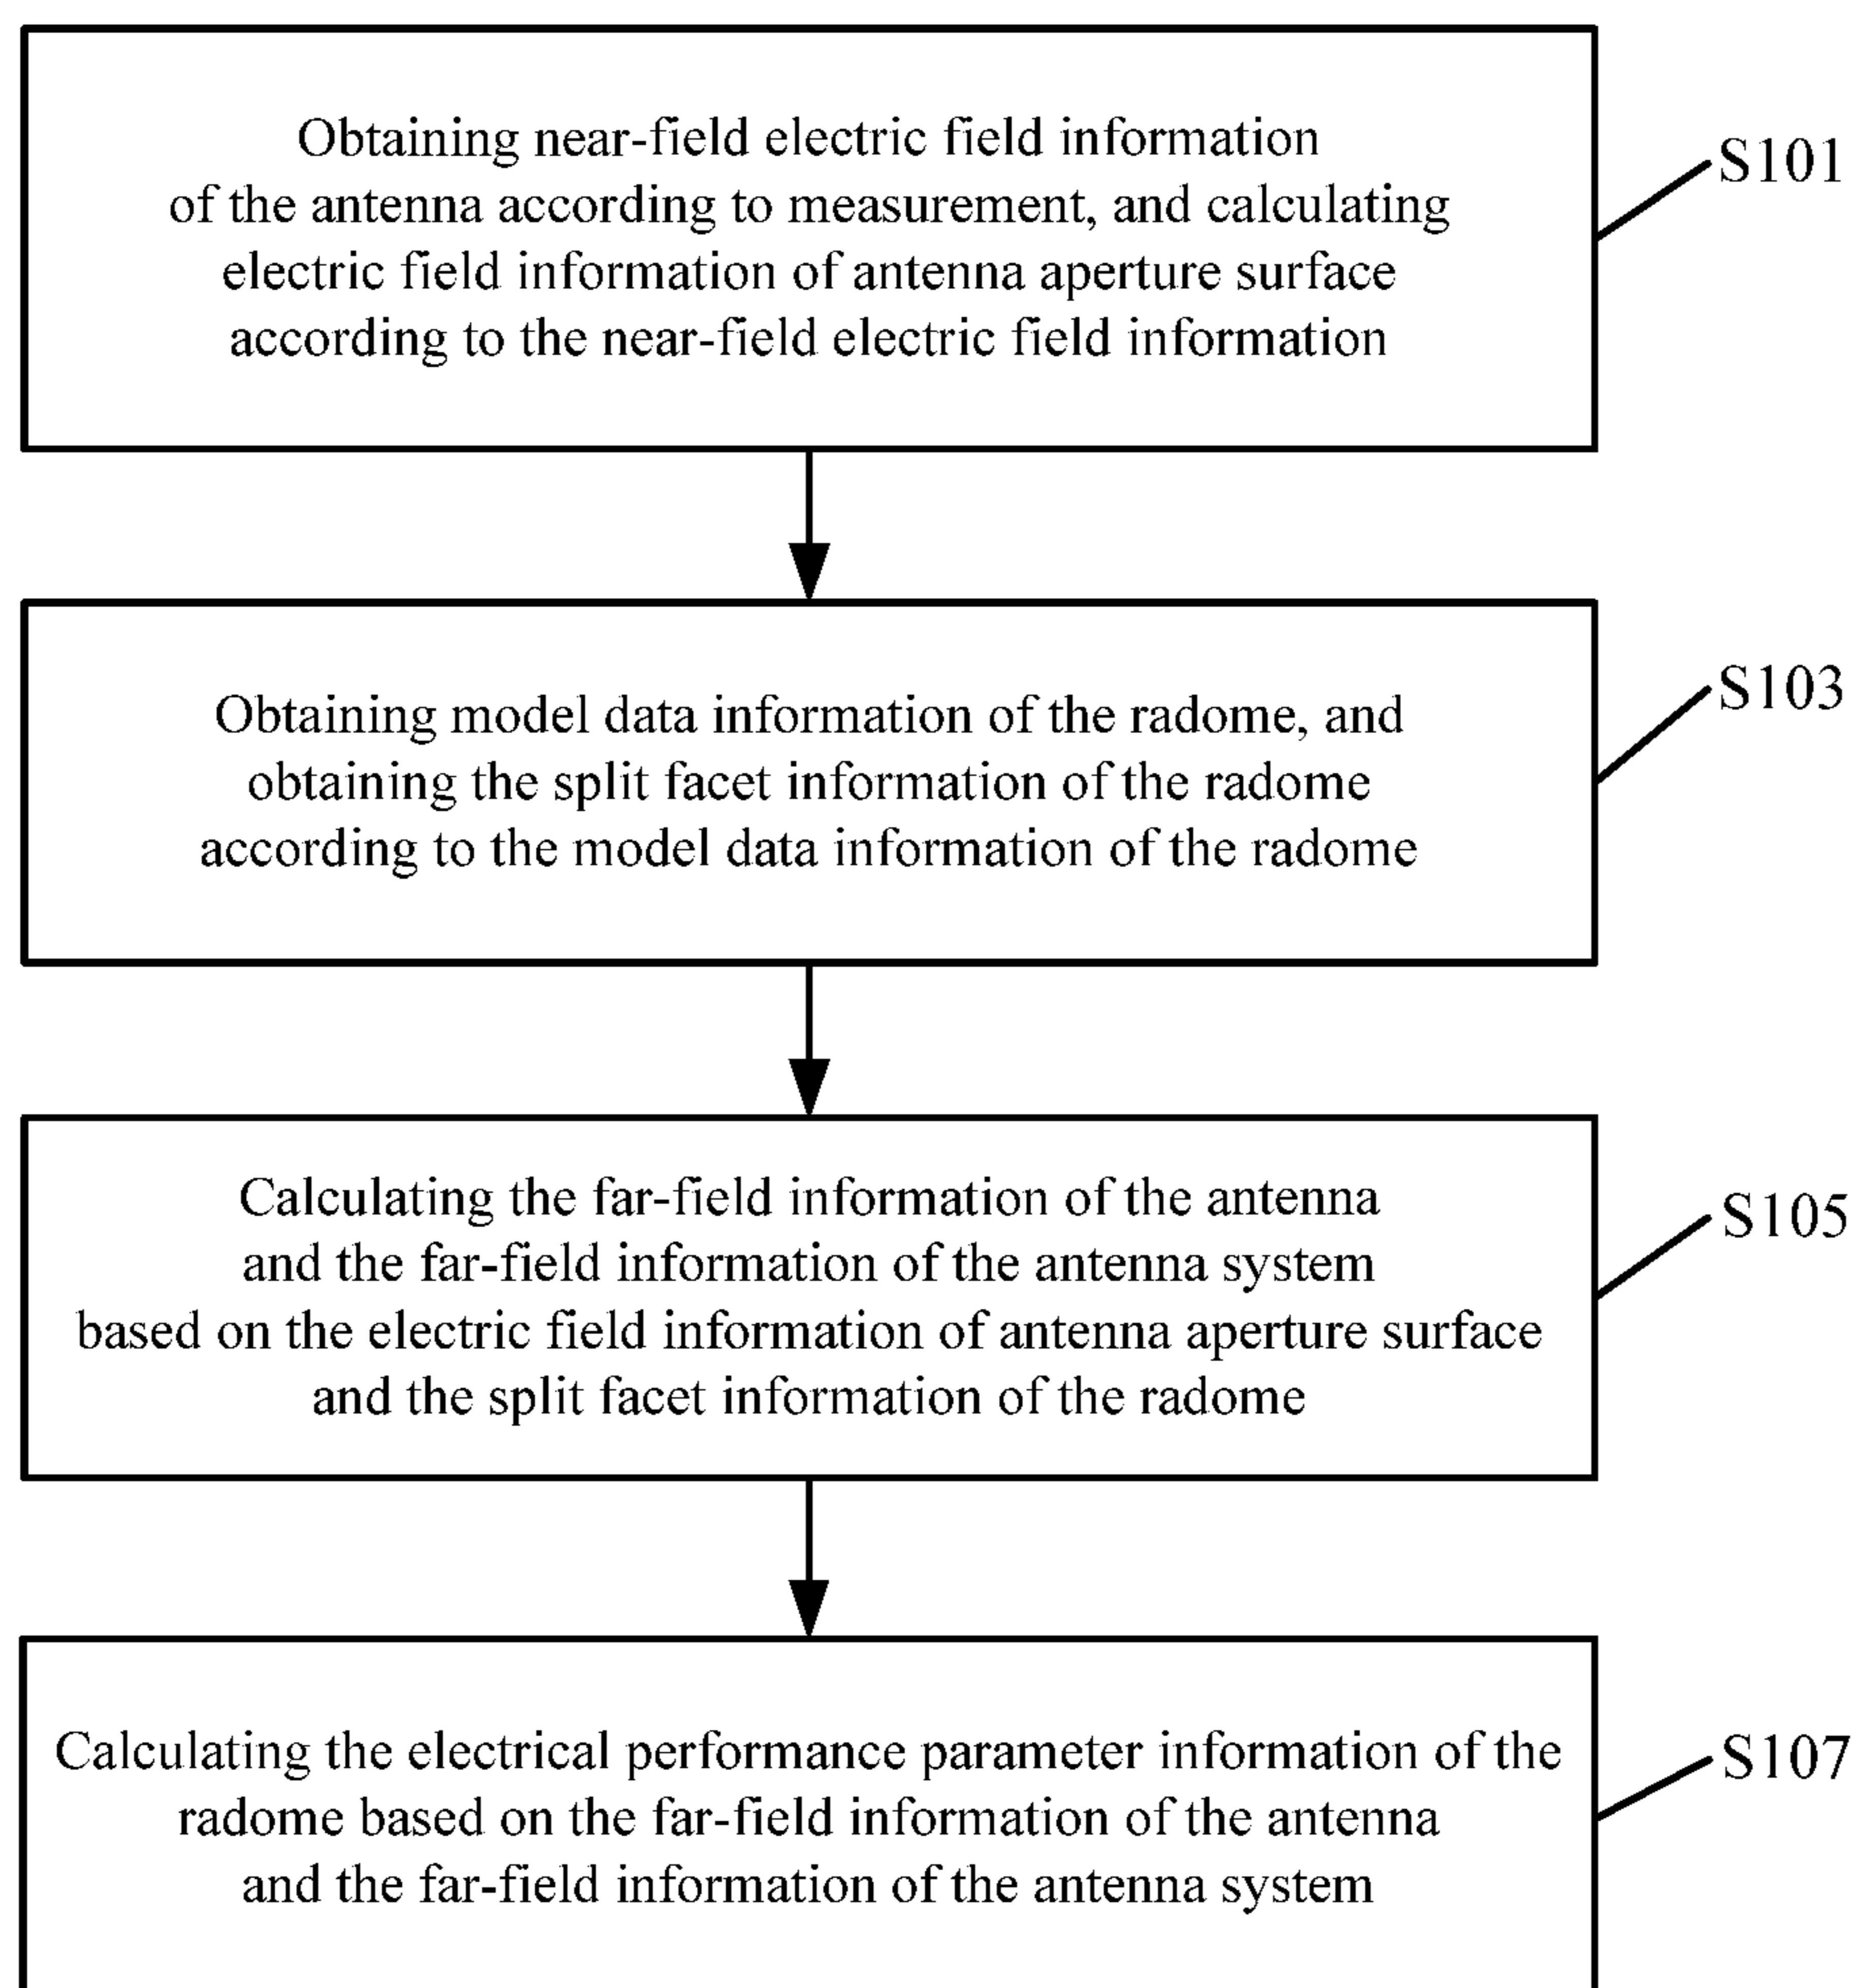 Obtaining near-field electric field information
of the antenna according to measurement, and calculating
electric field information of antenna aperture surface
according to the near-field electric field information
S101
Obtaining model data information of the radome, and
obtaining the split facet information of the radome
according to the model data information of the radome
S103
Calculating the far-field information of the antenna
and the far-field information of the antenna system
based on the electric field information of antenna aperture surface
and the split facet information of the radome
S105
Calculating the electrical performance parameter information of the
radome based on the far-field information of the antenna
and the far-field information of the antenna system
S107